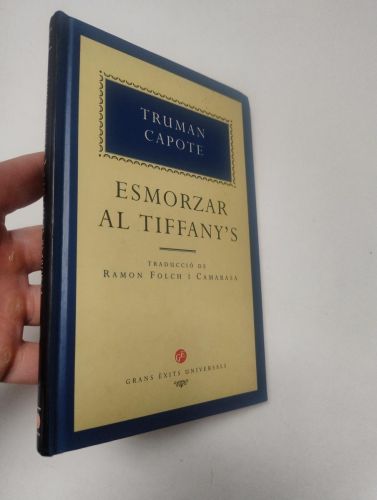 TRUMAN
CAPOTE
ESMORZAR
AL TIFFANY'S
TRADUCCIÓ DE
RAMON FOLCH I CAMARASA
GRANS ÈXITS UNIVERSALS